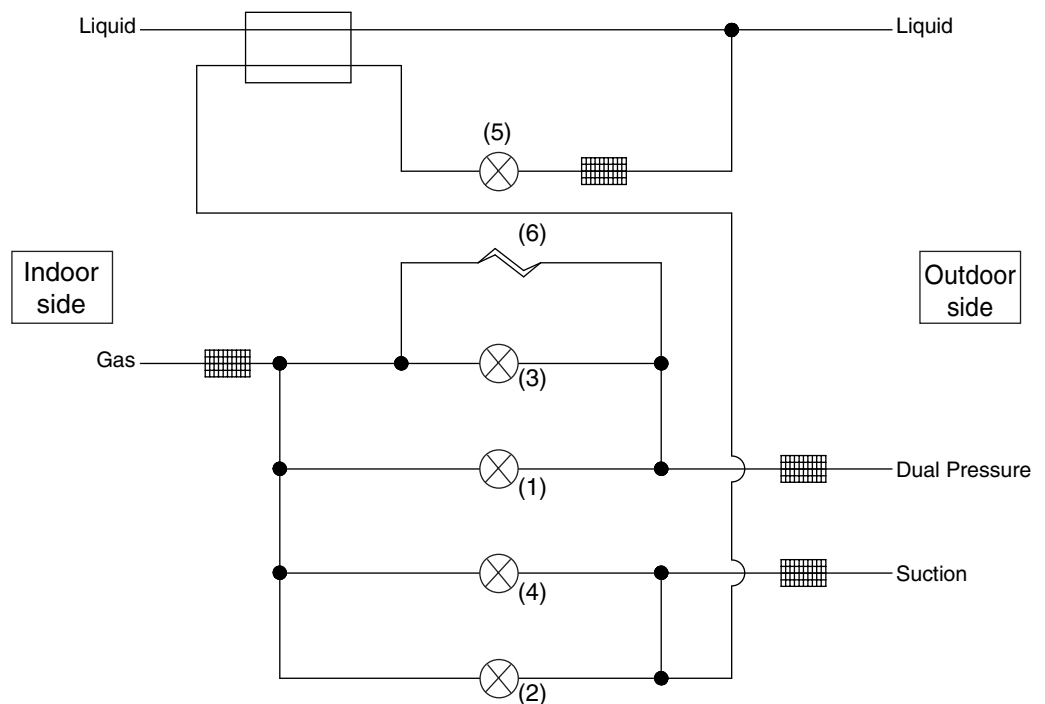 Liquid
Liquid
(5)
(6)
Indoor
side
Outdoor
side
Gas
(3)
(1)
Dual Pressure
(4)
Suction
(2)